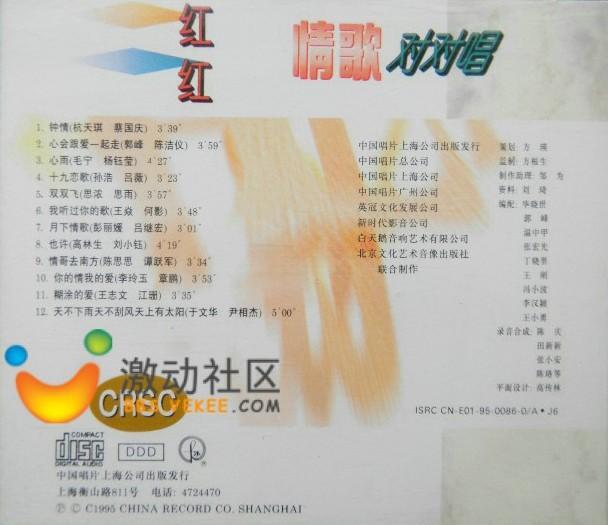 红
红
情歌对对唱
1. 钟情(杭天琪 蔡国庆) 3'39"
2. 心会跟爱一起走(郭峰 陈洁仪) 3'59"
3. 心雨(毛宁 杨钰莹) 4'27"
4. 十九恋歌(孙浩 吕薇) 3'23"
5. 双双飞(思浓 思雨) 3'57"
6. 我听过你的歌(王焱 何影) 3'48"
7. 月下情歌(彭丽媛 吕继宏) 3'01"
8. 也许(高林生 刘小钰) 4'19"
9. 情哥去南方(陈思思 谭跃军) 3'34"
10. 你的情我的爱(李玲玉 章鹏) 3'53"
11. 糊涂的爱(王志文 江珊) 3'35"
12. 天不下雨天不刮风天上有太阳(于文华 尹相杰) 5'00"
中国唱片上海公司出版发行
中国唱片总公司
中国唱片上海公司
中国唱片广州公司
英冠文化发展公司
新时代影音公司
白天鹅音响艺术有限公司
北京文化艺术音像出版社
联合制作
策划: 方瑛
监制: 方桂生
制作助理: 邹为
资料: 刘琦
编配: 毕晓世
郭峰
温中甲
张宏光
丁晓里
王刚
冯小波
李汉颖
王小勇
录音合成: 陈庆
田新新
张小安
陈珞等
平面设计: 高传林
ISRC CN-E01-95-0086-0/A·J6
激动社区
CRSC
BBS.YEKEE.COM
COMPACT
disc
DIGITAL AUDIO
DDD
中国唱片上海公司出版发行
上海衡山路811号 电话: 4724470
Ⓟ © C1995 CHINA RECORD CO. SHANGHAI